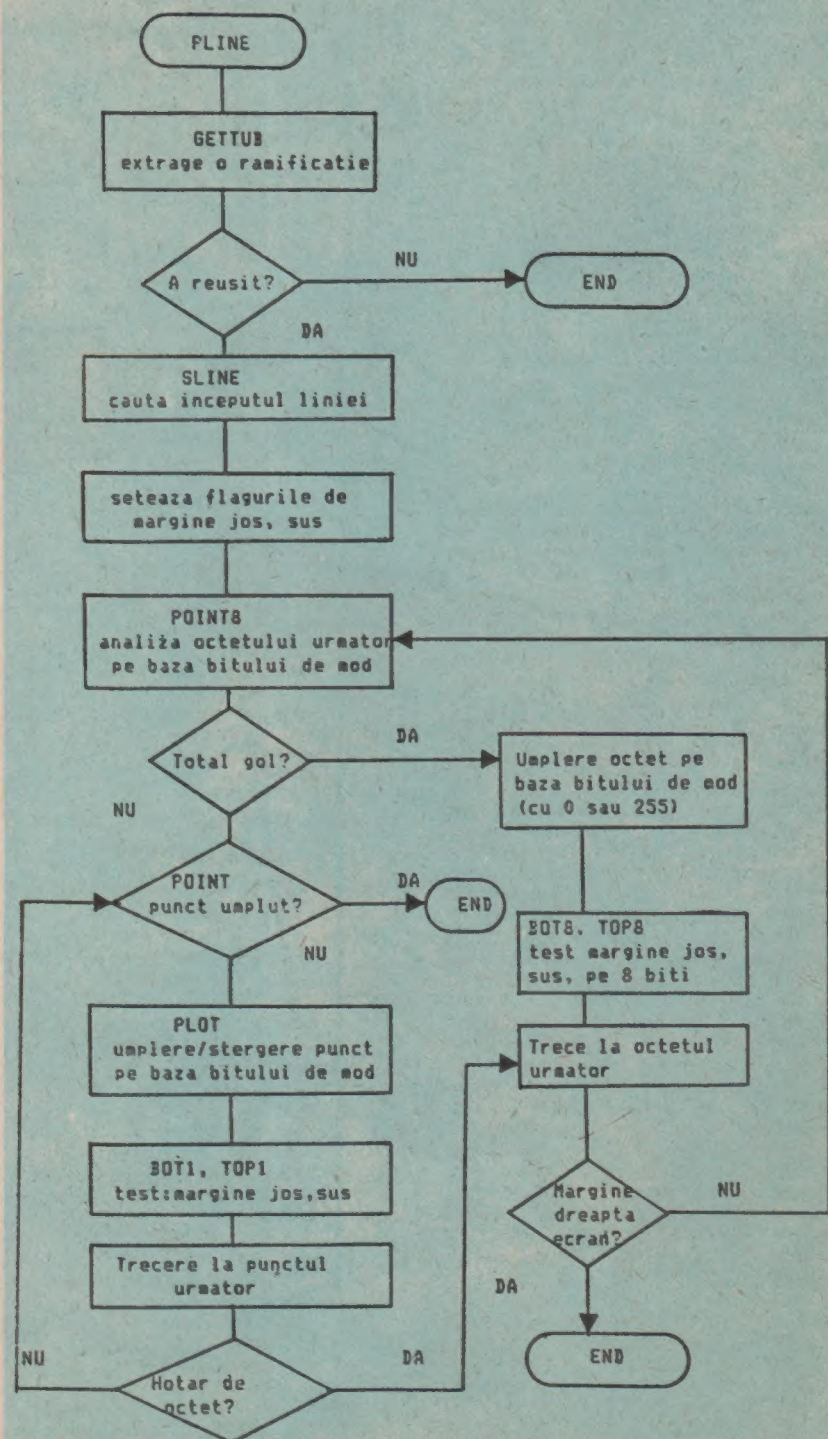 PLINE
GETTUB
extrage o ramificatie
A reusit?
NU
END
DA
SLINE
cauta inceputul liniei
seteaza flagurile de
margine jos, sus
POINT8
analiza octetului urmator
pe baza bitului de mod
Total gol?
DA
Umplere octet pe
baza bitului de mod
(cu 0 sau 255)
NU
POINT
punct umplut?
DA
END
NU
BOT8. TOP8
test margine jos,
sus, pe 8 biti
PLOT
umplere/stergere punct
pe baza bitului de mod
Trece la octetul
urmator
BOT1, TOP1
test:margine jos,sus
Margine
dreapta
ecran?
NU
Trecere la punctul
urmator
DA
NU
Hotar de
octet?
DA
END